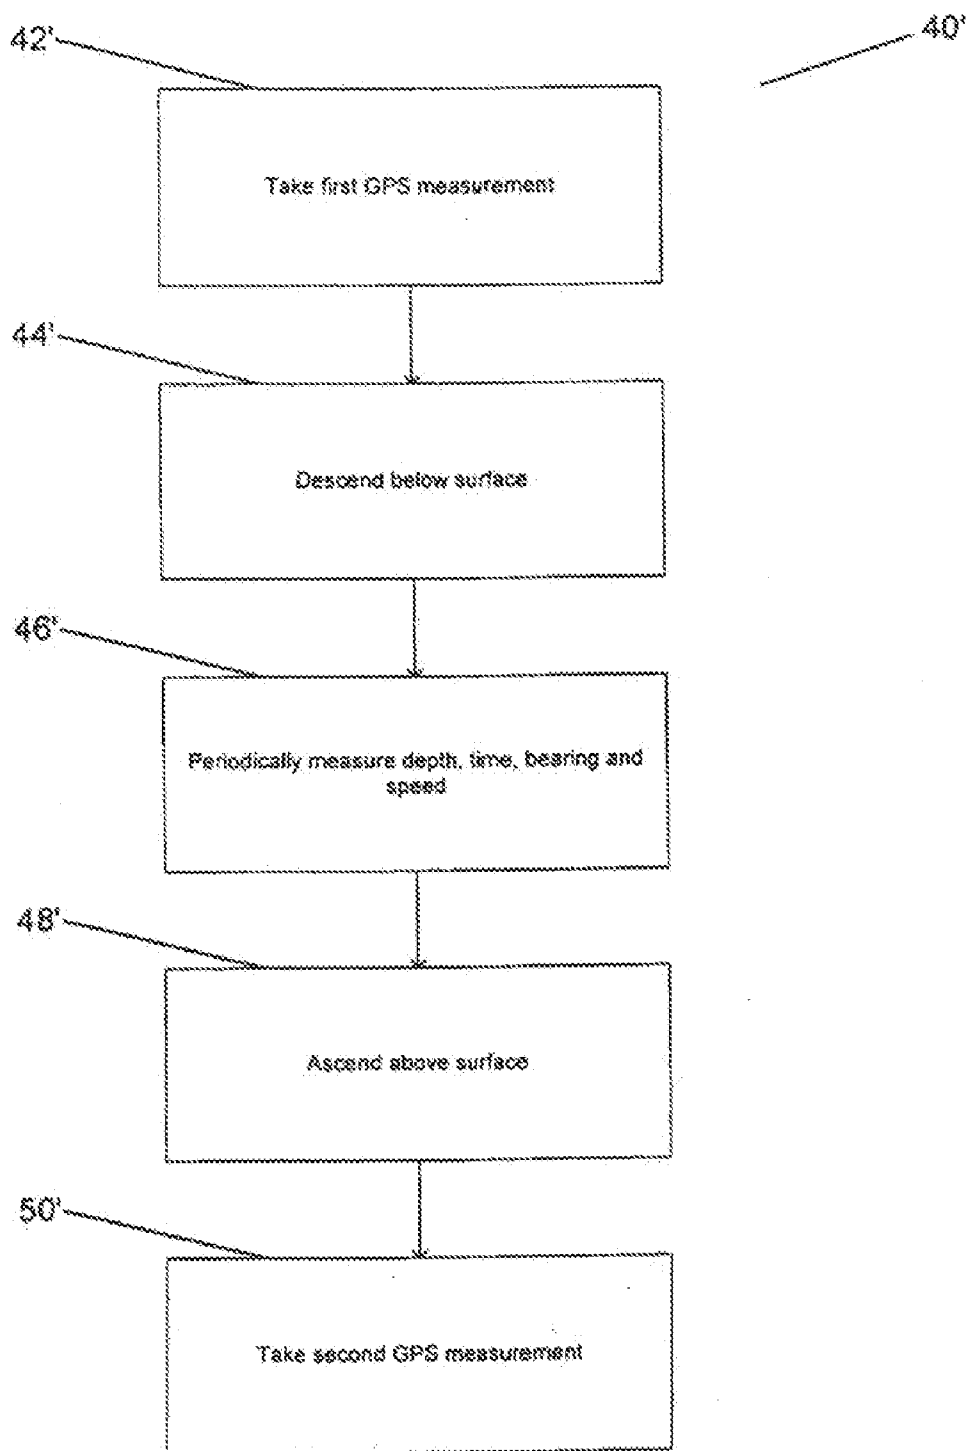 42'
40'
Take first GPS measurement
44'
Descend below surface
46'
Periodically measure depth, time, bearing and
speed
48'
Ascend above surface
50'
Take second GPS measurement